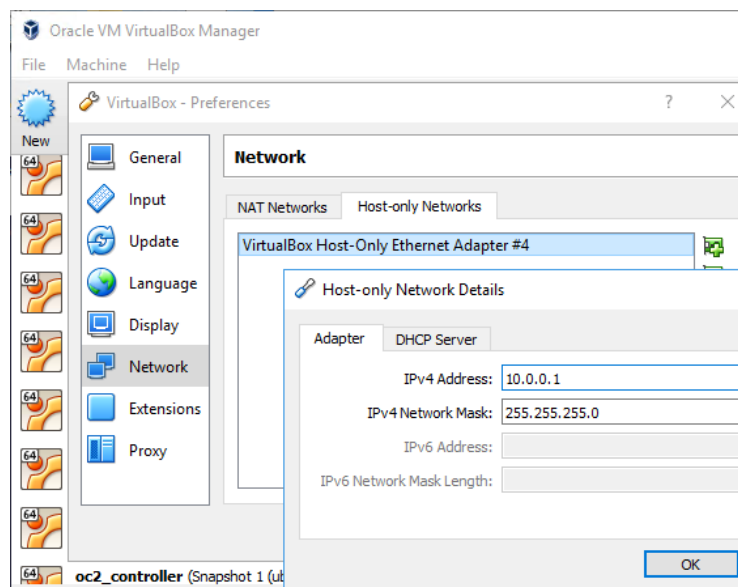 Oracle VM VirtualBox Manager
File Machine Help
VirtualBox - Preferences
?
New
General
Input
Update
Language
Display
Network
Extensions
Proxy
Network
NAT Networks Host-only Networks
VirtualBox Host-Only Ethernet Adapter #4
Host-only Network Details
Adapter DHCP Server
IPv4 Address: 10.0.0.1
IPv4 Network Mask: 255.255.255.0
IPv6 Address:
IPv6 Network Mask Length:
OK
64
64
64
64
64
64
64
64
oc2_controller (Snapshot 1 (ub